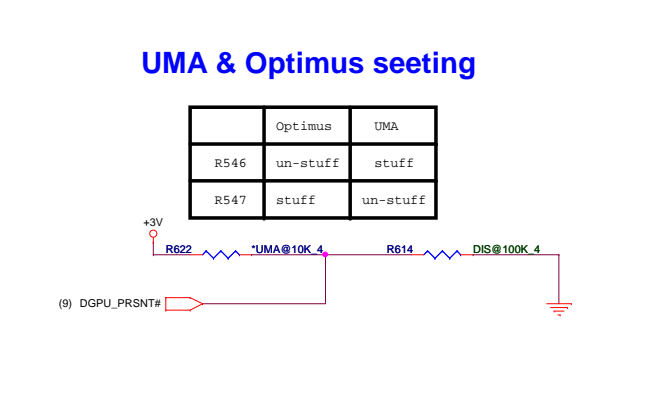 UMA & Optimus seeting
Optimus UMA
R546 un-stuff stuff
R547 stuff un-stuff
+3V
R622 *UMA@10K_4 R614 DIS@100K_4
(9) DGPU_PRSNT#